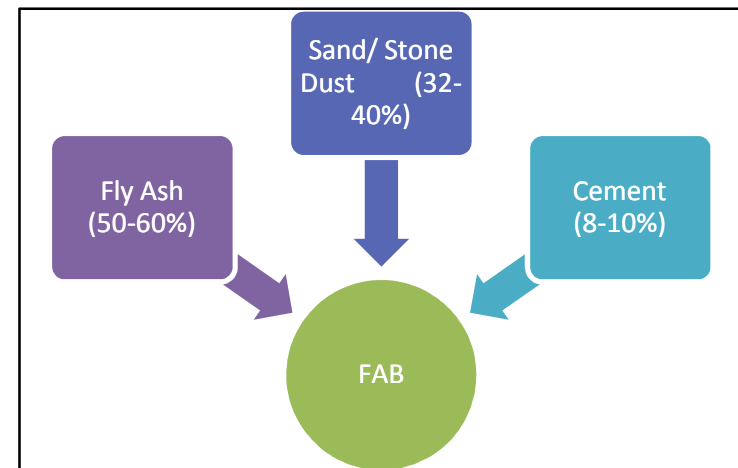 Sand/ Stone
Dust (32-
40%)
Fly Ash
(50-60%)
Cement
(8-10%)
FAB